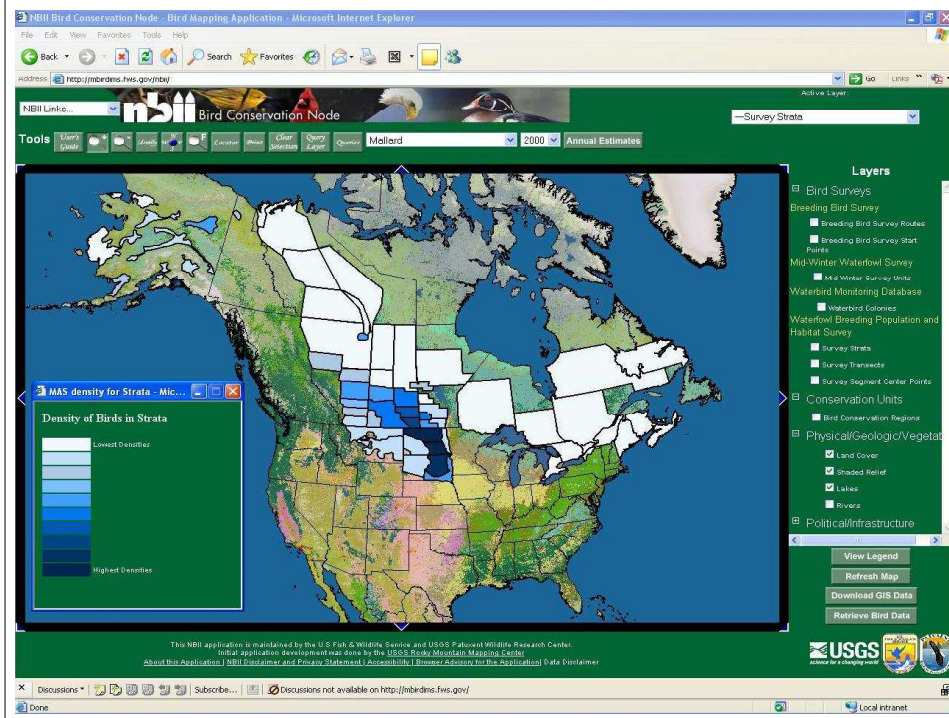 NBII Bird Conservation Node - Bird Mapping Application - Microsoft Internet Explorer
File Edit View Favorites Tools Help
Back Search Favorites
Address http://mbirdims.fws.gov/nbii/ Go Links
NBII Links...
nbii Bird Conservation Node
Active Layer
---Survey Strata
Tools User's Guide Identify N S F Locator Print Clear Selection Query Layer Queries Mallard 2000 Annual Estimates
Layers
Bird Surveys
Breeding Bird Survey
Breeding Bird Survey Routes
Breeding Bird Survey Start Points
Mid-Winter Waterfowl Survey
Mid Winter Survey Units
Waterbird Monitoring Database
Waterbird Colonies
Waterfowl Breeding Population and
Habitat Survey
Survey Strata
Survey Transects
Survey Segment Center Points
Conservation Units
Bird Conservation Regions
Physical/Geologic/Vegetat
Land Cover
Shaded Relief
Lakes
Rivers
Political/Infrastructure
MAS density for Strata - Mic...
Density of Birds in Strata
Lowest Densities
Highest Densities
View Legend
Refresh Map
Download GIS Data
Retrieve Bird Data
This NBII application is maintained by the U.S Fish & Wildlife Service and USGS Patuxent Wildlife Research Center.
Initial application development was done by the USGS Rocky Mountain Mapping Center
About this Application | NBII Disclaimer and Privacy Statement | Accessibility | Browser Advisory for the Application| Data Disclaimer
USGS
science for a changing world
Discussions Subscribe... Discussions not available on http://mbirdims.fws.gov/
Done Local intranet